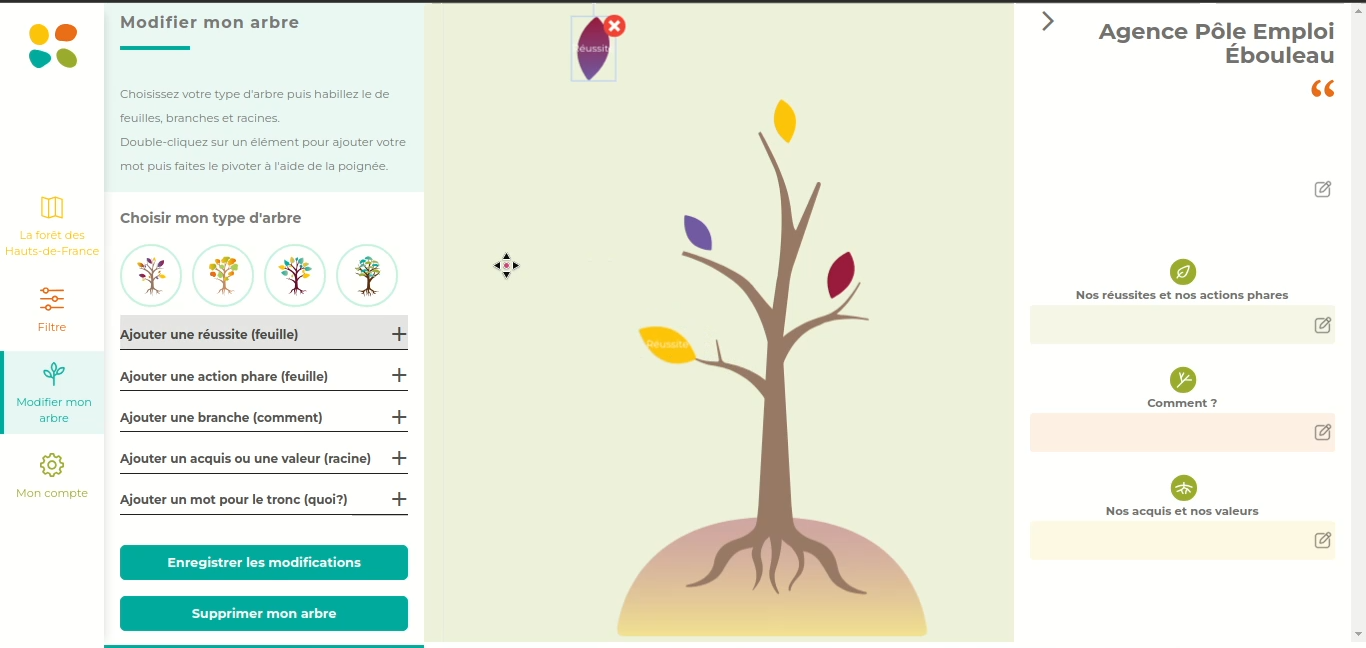 Modifier mon arbre
Choisissez votre type d'arbre puis habillez le de
feuilles, branches et racines.
Double-cliquez sur un élément pour ajouter votre
mot puis faites le pivoter à l'aide de la poignée.
La forêt des
Hauts-de-France
Filtre
Modifier mon
arbre
Mon compte
Choisir mon type d'arbre
Ajouter une réussite (feuille)
Ajouter une action phare (feuille)
Ajouter une branche (comment)
Ajouter un acquis ou une valeur (racine)
Ajouter un mot pour le tronc (quoi?)
Enregistrer les modifications
Supprimer mon arbre
Réussite
Réussite
Agence Pôle Emploi
Ébouleau
“
Nos réussites et nos actions phares
Comment ?
Nos acquis et nos valeurs